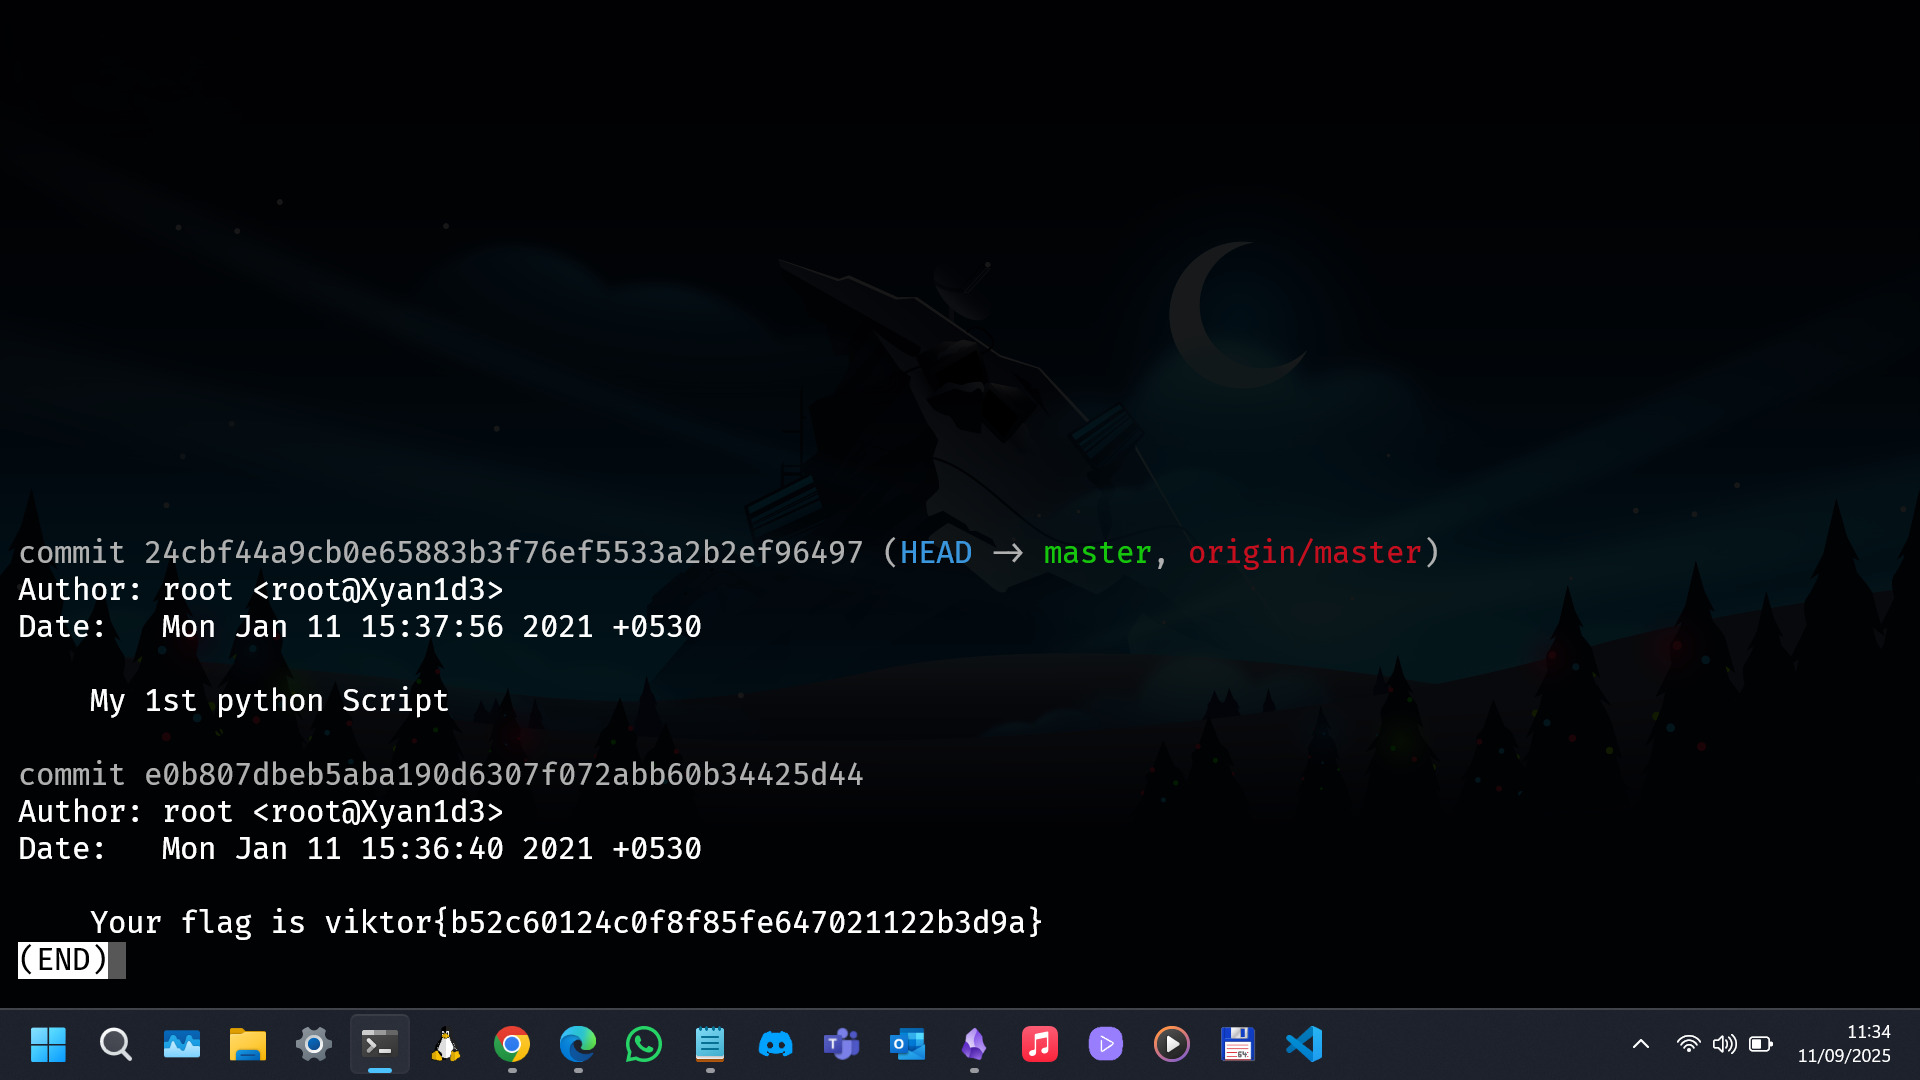 commit 24cbf44a9cb0e65883b3f76ef5533a2b2ef96497 (HEAD -> master, origin/master)
Author: root <root@Xyan1d3>
Date:   Mon Jan 11 15:37:56 2021 +0530
My 1st python Script
commit e0b807dbeb5aba190d6307f072abb60b34425d44
Author: root <root@Xyan1d3>
Date:   Mon Jan 11 15:36:40 2021 +0530
Your flag is viktor{b52c60124c0f8f85fe647021122b3d9a}
(END)
11:34
11/09/2025